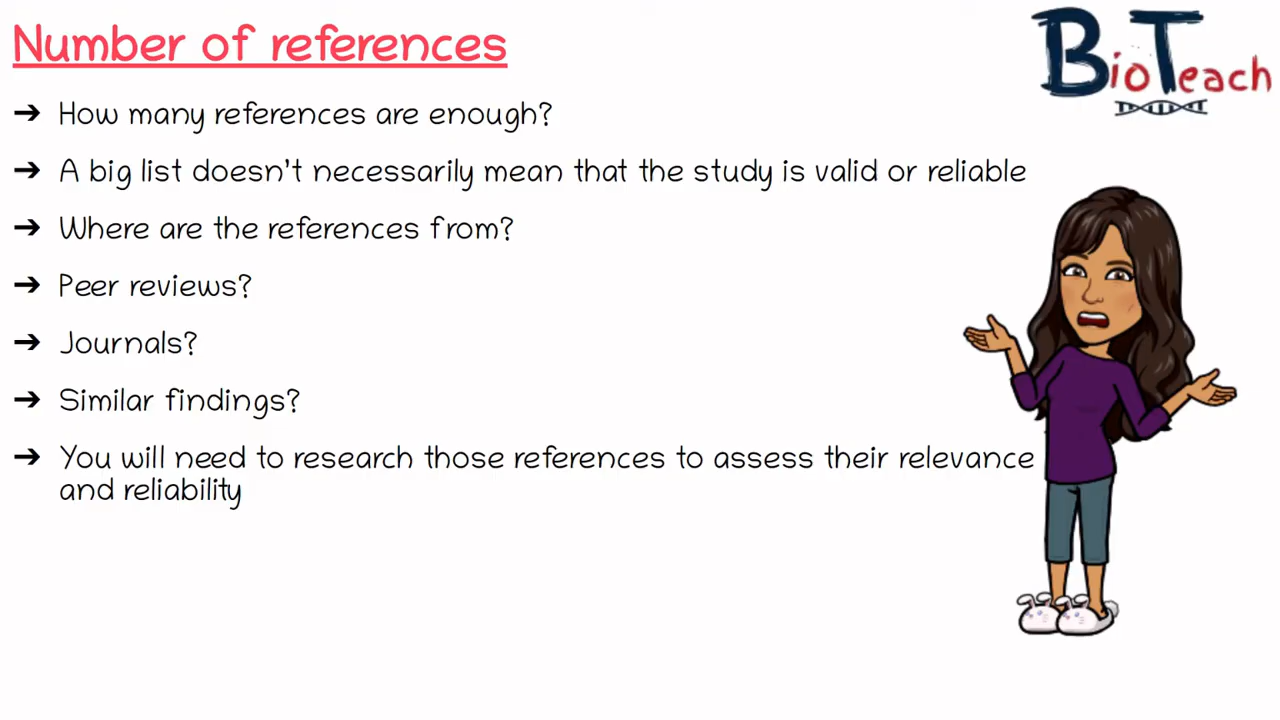 Number of references
BioTeach
➔ How many references are enough?
➔ A big list doesn't necessarily mean that the study is valid or reliable
➔ Where are the references from?
➔ Peer reviews?
➔ Journals?
➔ Similar findings?
➔ You will need to research those references to assess their relevance
and reliability